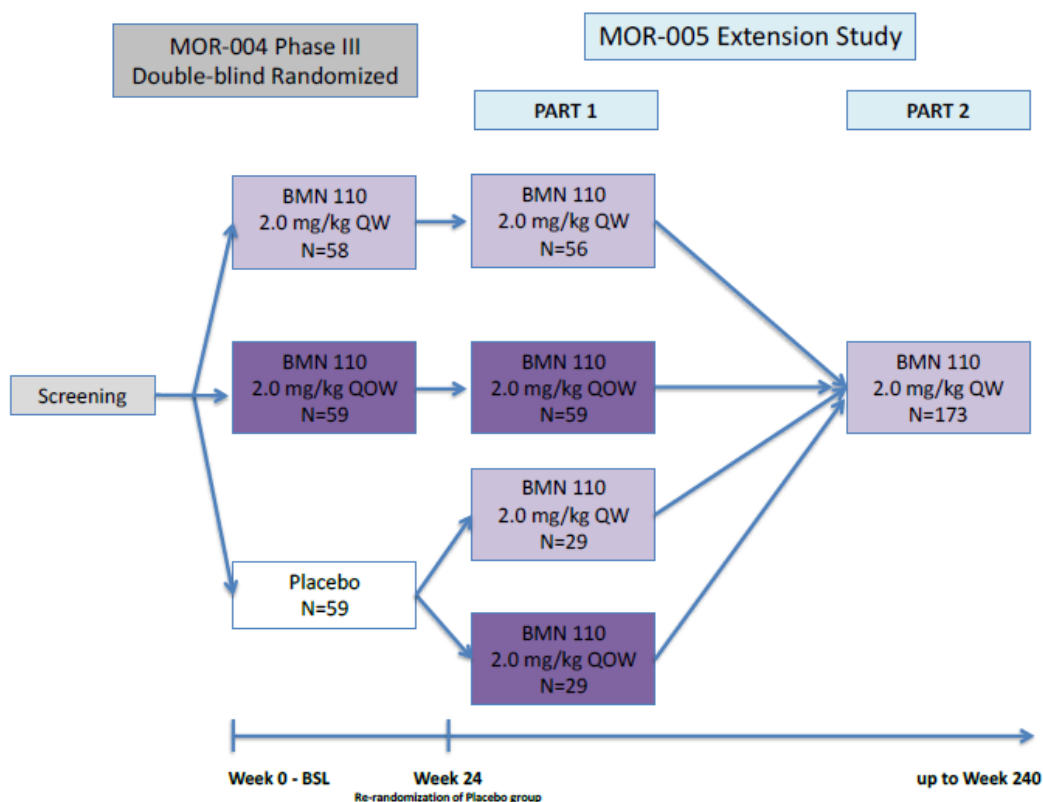 MOR-004 Phase III
Double-blind Randomized
MOR-005 Extension Study
PART 1
PART 2
BMN 110
2.0 mg/kg QW
N=58
BMN 110
2.0 mg/kg QW
N=56
Screening
BMN 110
2.0 mg/kg QOW
N=59
BMN 110
2.0 mg/kg QOW
N=59
BMN 110
2.0 mg/kg QW
N=173
Placebo
N=59
BMN 110
2.0 mg/kg QW
N=29
BMN 110
2.0 mg/kg QOW
N=29
Week 0 - BSL
Week 24
Re-randomization of Placebo group
up to Week 240